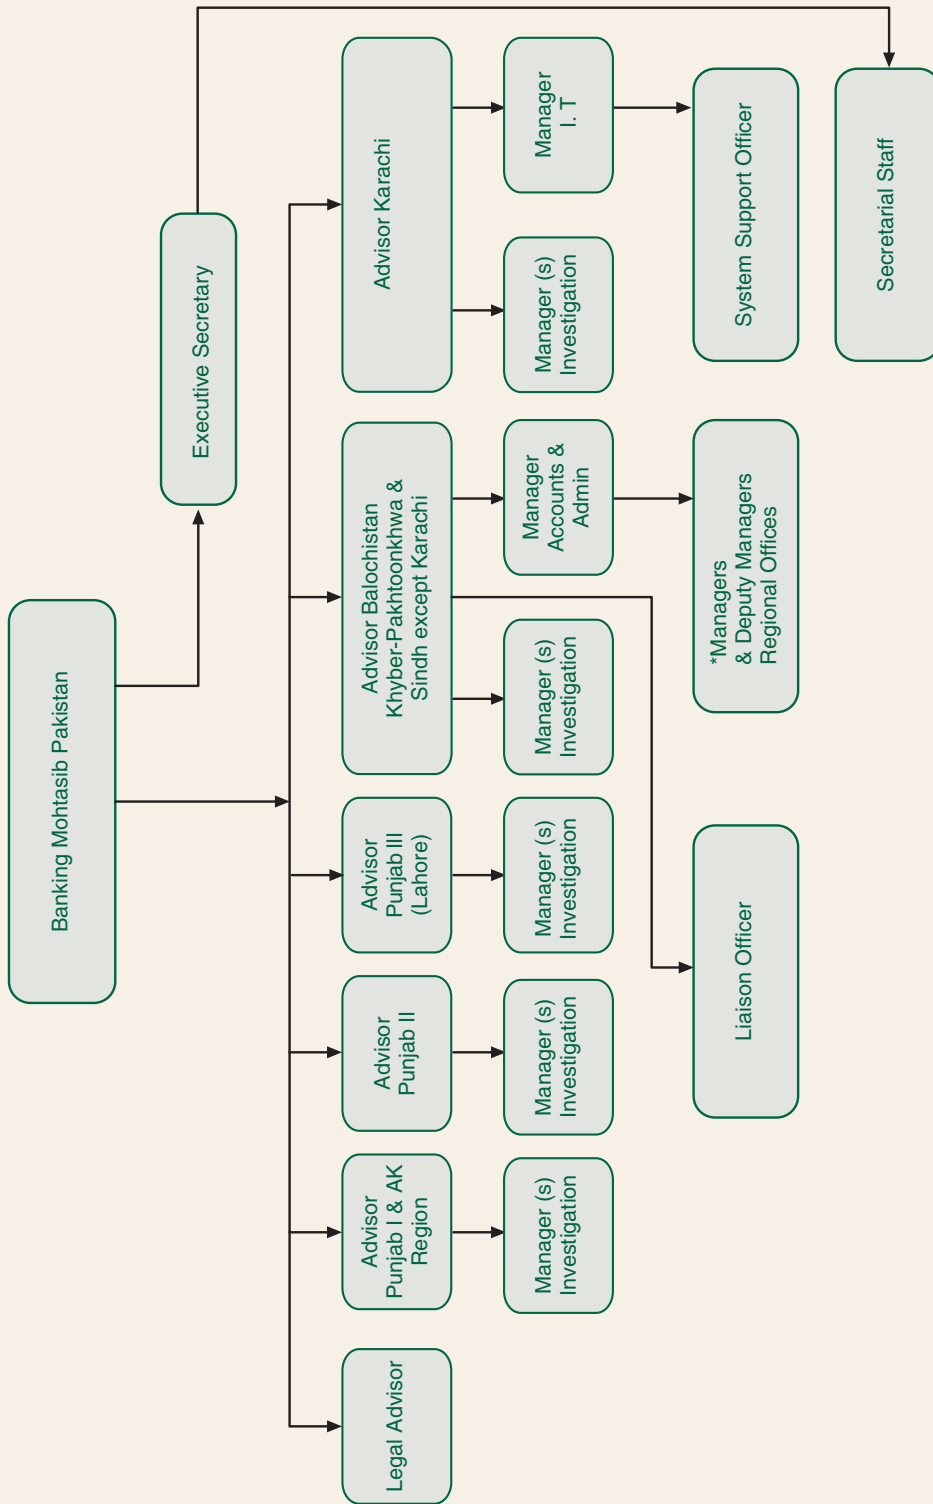 Banking Mohtasib Pakistan
Executive Secretary
Legal Advisor
Advisor
Punjab I & AK
Region
Advisor
Punjab II
Advisor
Punjab III
(Lahore)
Advisor Balochistan
Khyber-Pakhtoonkhwa &
Sindh except Karachi
Advisor Karachi
Manager (s)
Investigation
Manager (s)
Investigation
Manager (s)
Investigation
Manager (s)
Investigation
Manager
Accounts &
Admin
Manager (s)
Investigation
Manager
I. T
Liaison Officer
*Managers
& Deputy Managers
Regional Offices
System Support Officer
Secretarial Staff